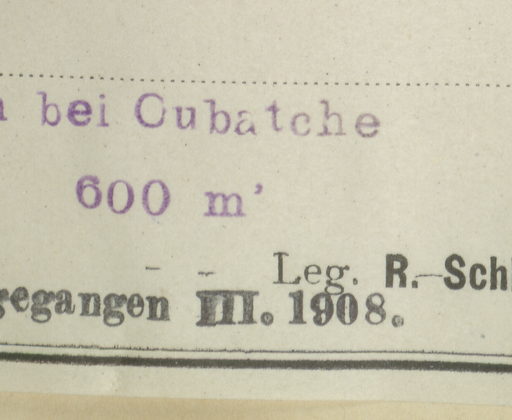 bei Cubatche
600 m'
Leg. R. Sch
gegangen III. 1908.